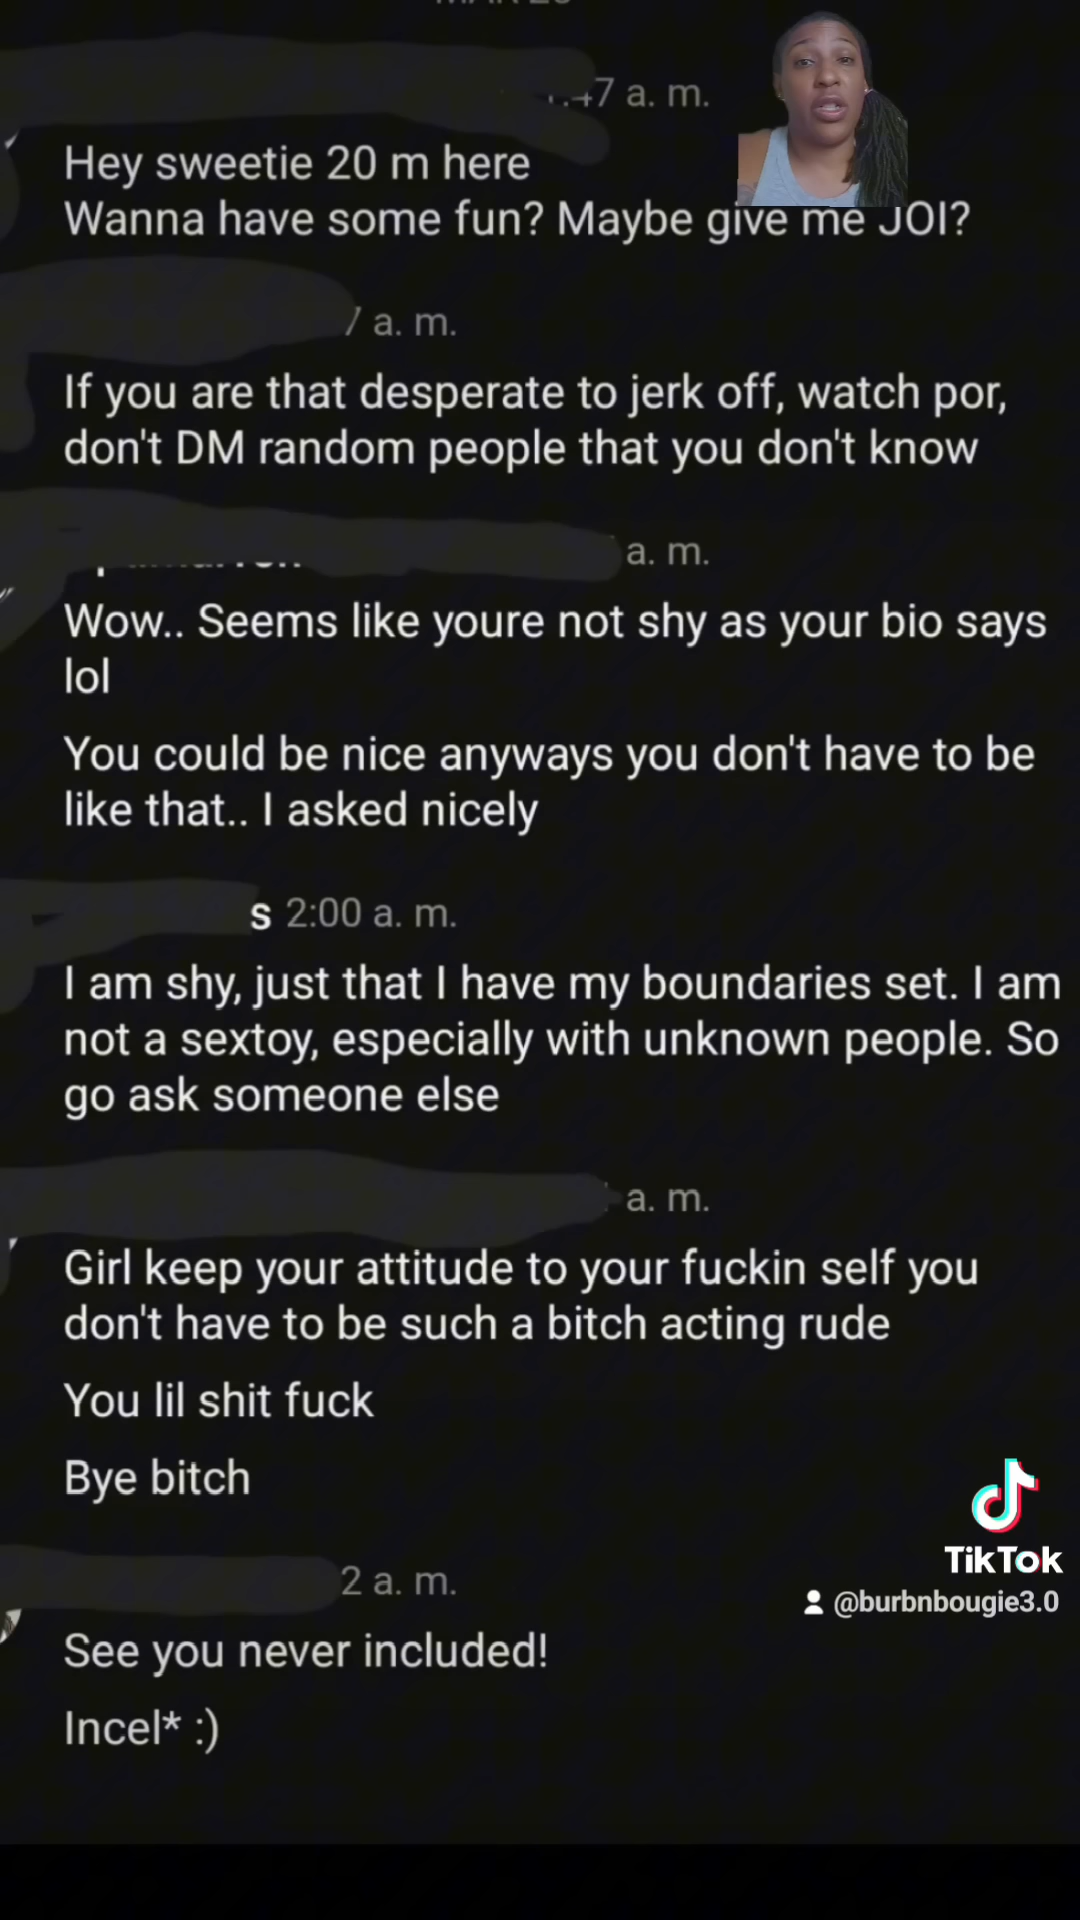 7 a. m.
Hey sweetie 20 m here
Wanna have some fun? Maybe give me JOI?
a. m.
If you are that desperate to jerk off, watch por,
don't DM random people that you don't know
a. m.
Wow.. Seems like youre not shy as your bio says
lol
You could be nice anyways you don't have to be
like that.. I asked nicely
s 2:00 a. m.
I am shy, just that I have my boundaries set. I am
not a sextoy, especially with unknown people. So
go ask someone else
a. m.
Girl keep your attitude to your fuckin self you
don't have to be such a bitch acting rude
You lil shit fuck
Bye bitch
TikTok
@burbnbougie3.0
2 a. m.
See you never included!
Incel* :)